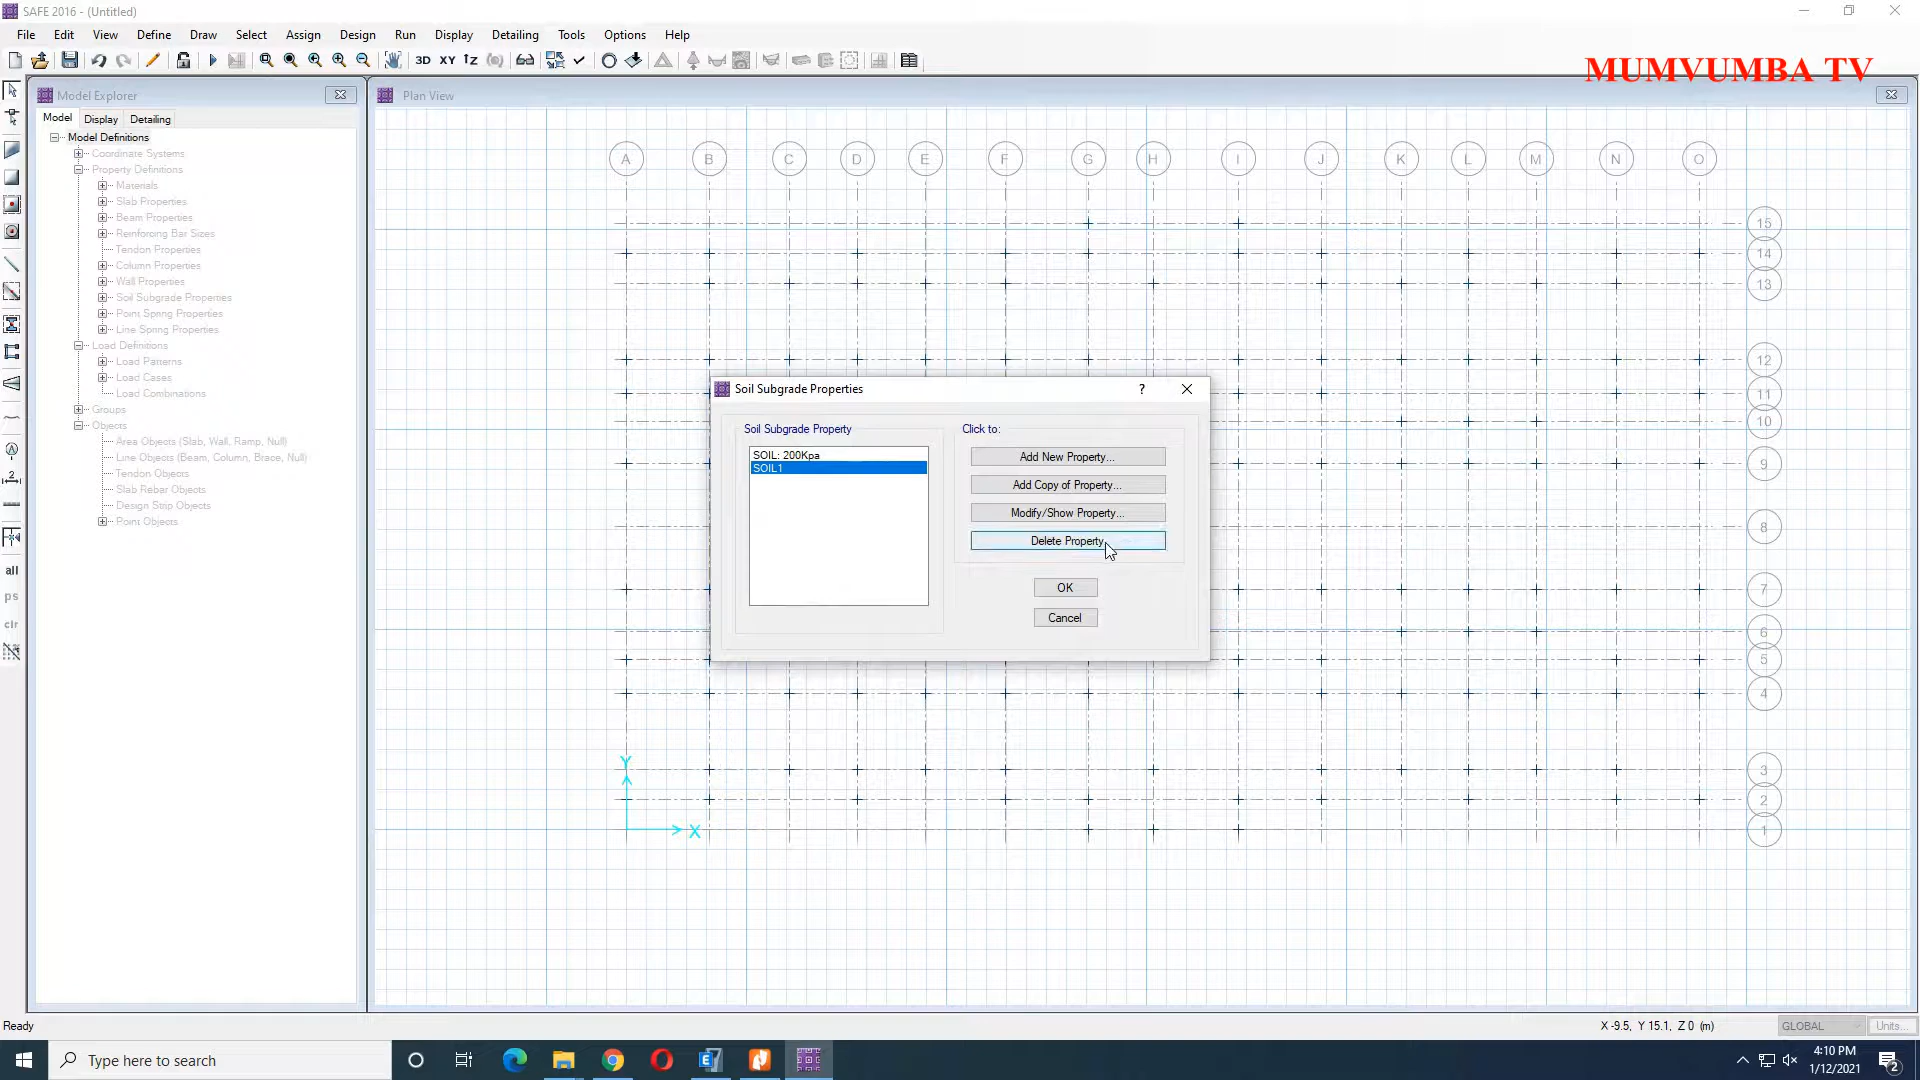 SAFE 2016 - (Untitled)
File Edit View Define Draw Select Assign Design Run Display Detailing Tools Options Help
3D XY
MUMVUMBA TV
Model Explorer
Plan View
Model Display Detailing
Model Definitions
Coordinate Systems
Property Definitions
Materials
Slab Properties
Beam Properties
Reinforcing Bar Sizes
Tendon Properties
Column Properties
Wall Properties
Soil Subgrade Properties
Point Spring Properties
Line Spring Properties
Load Definitions
Load Patterns
Load Cases
Load Combinations
Groups
Objects
Area Objects (Slab, Wall, Ramp, Null)
Line Objects (Beam, Column, Brace, Null)
Tendon Objects
Slab Rebar Objects
Design Strip Objects
Point Objects
all
ps
clr
A B C D E F G H I J K L M N O
15
14
13
12
11
10
9
8
7
6
5
4
3
2
1
Y
X
Soil Subgrade Properties
?
Soil Subgrade Property
SOIL: 200Kpa
SOIL1
Click to:
Add New Property...
Add Copy of Property...
Modify/Show Property...
Delete Property
OK
Cancel
Ready
X -9.5, Y 15.1, Z 0 (m)
GLOBAL
Units...
Type here to search
4:10 PM
1/12/2021
2